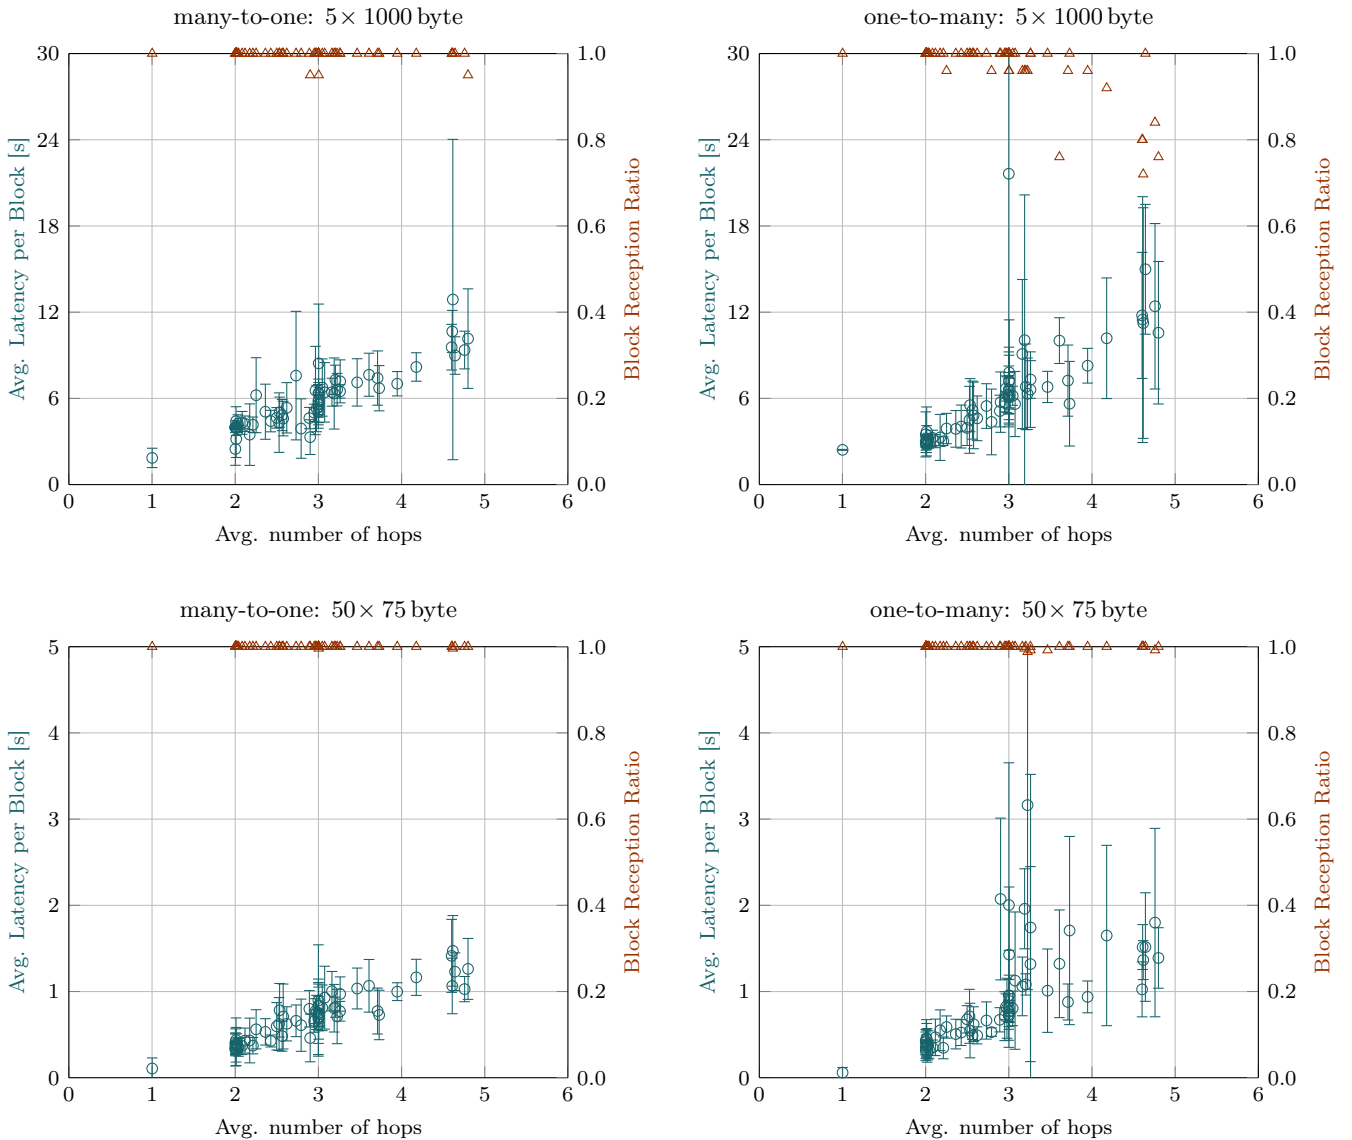 many-to-one: 5× 1000 byte
one-to-many: 5× 1000 byte
30
24
18
12
6
0
Avg. Latency per Block [s]
1.0
0.8
0.6
0.4
0.2
0.0
Block Reception Ratio
0 1 2 3 4 5 6
Avg. number of hops
30
24
18
12
6
0
Avg. Latency per Block [s]
1.0
0.8
0.6
0.4
0.2
0.0
Block Reception Ratio
0 1 2 3 4 5 6
Avg. number of hops
many-to-one: 50× 75 byte
one-to-many: 50× 75 byte
5
4
3
2
1
0
Avg. Latency per Block [s]
1.0
0.8
0.6
0.4
0.2
0.0
Block Reception Ratio
0 1 2 3 4 5 6
Avg. number of hops
5
4
3
2
1
0
Avg. Latency per Block [s]
1.0
0.8
0.6
0.4
0.2
0.0
Block Reception Ratio
0 1 2 3 4 5 6
Avg. number of hops